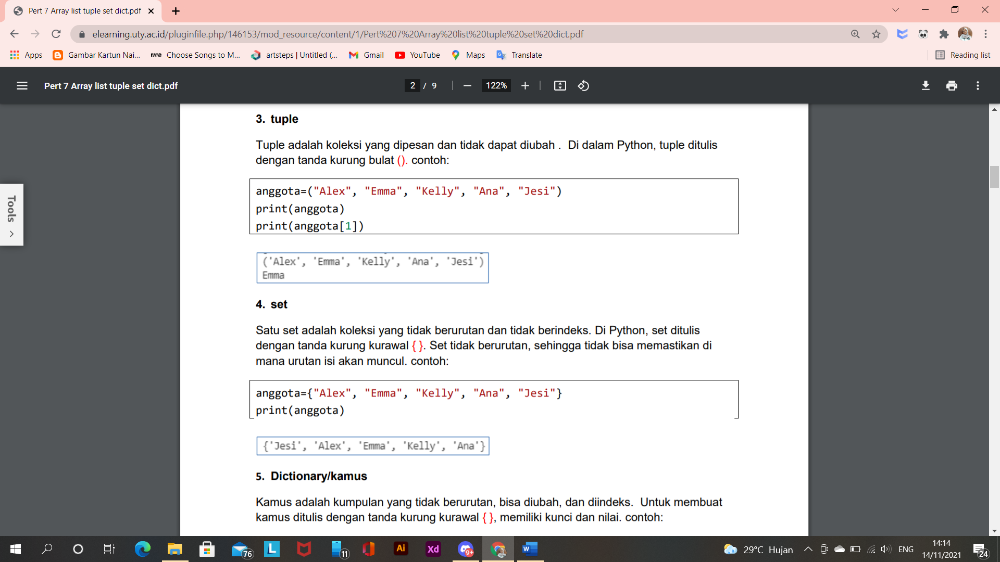 Pert 7 Array list tuple set dict.pdf
elearning.uty.ac.id/pluginfile.php/146153/mod_resource/content/1/Pert%207%20Array%20list%20tuple%20set%20dict.pdf
Apps Gambar Kartun Nai... rave Choose Songs to M... artsteps | Untitled (... Gmail YouTube Maps Translate Reading list
Pert 7 Array list tuple set dict.pdf 2 / 9 122%
Tools
3. tuple
Tuple adalah koleksi yang dipesan dan tidak dapat diubah . Di dalam Python, tuple ditulis
dengan tanda kurung bulat (). contoh:
anggota=("Alex", "Emma", "Kelly", "Ana", "Jesi")
print(anggota)
print(anggota[1])
('Alex', 'Emma', 'Kelly', 'Ana', 'Jesi')
Emma
4. set
Satu set adalah koleksi yang tidak berurutan dan tidak berindeks. Di Python, set ditulis
dengan tanda kurung kurawal { }. Set tidak berurutan, sehingga tidak bisa memastikan di
mana urutan isi akan muncul. contoh:
anggota={"Alex", "Emma", "Kelly", "Ana", "Jesi"}
print(anggota)
{'Jesi', 'Alex', 'Emma', 'Kelly', 'Ana'}
5. Dictionary/kamus
Kamus adalah kumpulan yang tidak berurutan, bisa diubah, dan diindeks. Untuk membuat
kamus ditulis dengan tanda kurung kurawal { }, memiliki kunci dan nilai. contoh:
76 L 11 Ai Xd 9+ W 29°C Hujan ENG 14:14
14/11/2021 24